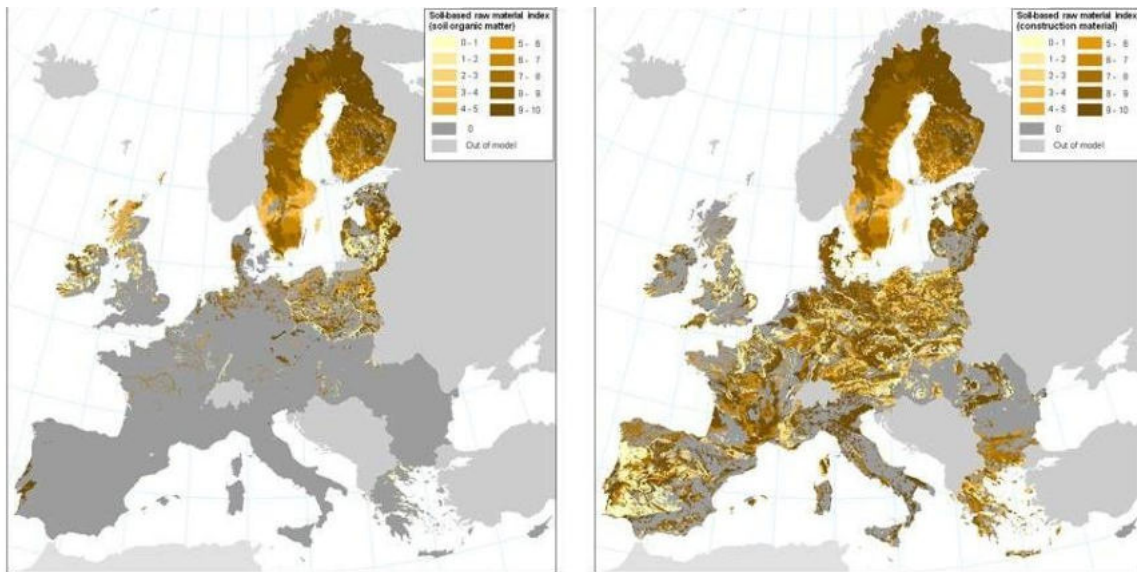 Soil-based raw material index
(soil organic matter)
0 - 1 5 - 6
1 - 2 6 - 7
2 - 3 7 - 8
3 - 4 8 - 9
4 - 5 9 - 10
0
Out of model
Soil-based raw material index
(construction material)
0 - 1 5 - 6
1 - 2 6 - 7
2 - 3 7 - 8
3 - 4 8 - 9
4 - 5 9 - 10
0
Out of model